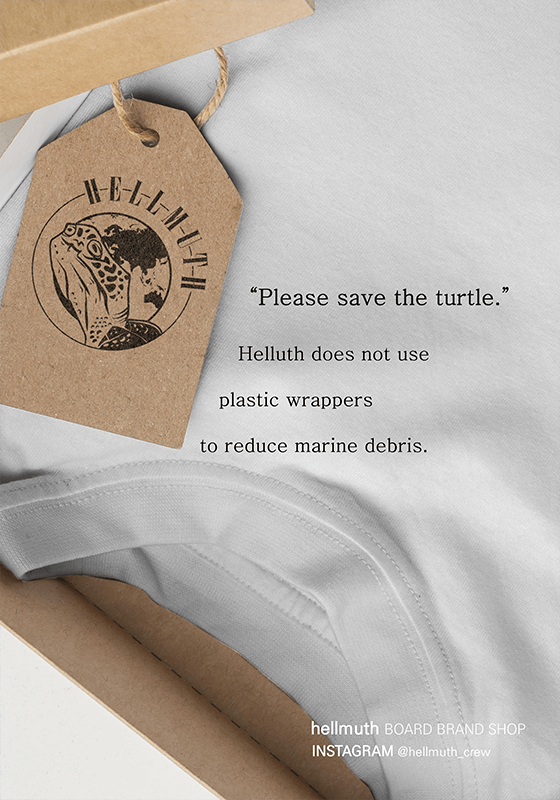 HELLMUTH
“Please save the turtle.”
Helluth does not use
plastic wrappers
to reduce marine debris.
hellmuth BOARD BRAND SHOP
INSTAGRAM @hellmuth_crew